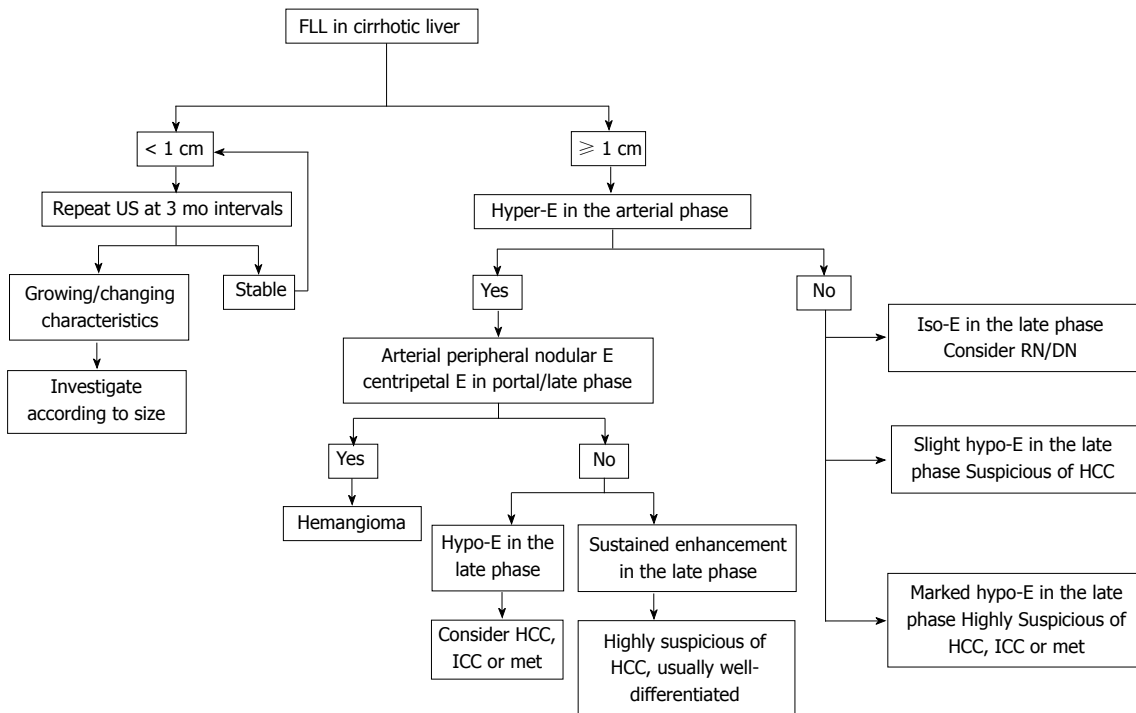 FLL in cirrhotic liver
< 1 cm
≥ 1 cm
Repeat US at 3 mo intervals
Hyper-E in the arterial phase
Growing/changing
characteristics
Stable
Yes
No
Investigate
according to size
Arterial peripheral nodular E
centripetal E in portal/late phase
Iso-E in the late phase
Consider RN/DN
Yes
No
Slight hypo-E in the late
phase Suspicious of HCC
Hemangioma
Hypo-E in the
late phase
Sustained enhancement
in the late phase
Marked hypo-E in the late
phase Highly Suspicious of
HCC, ICC or met
Consider HCC,
ICC or met
Highly suspicious of
HCC, usually well-
differentiated